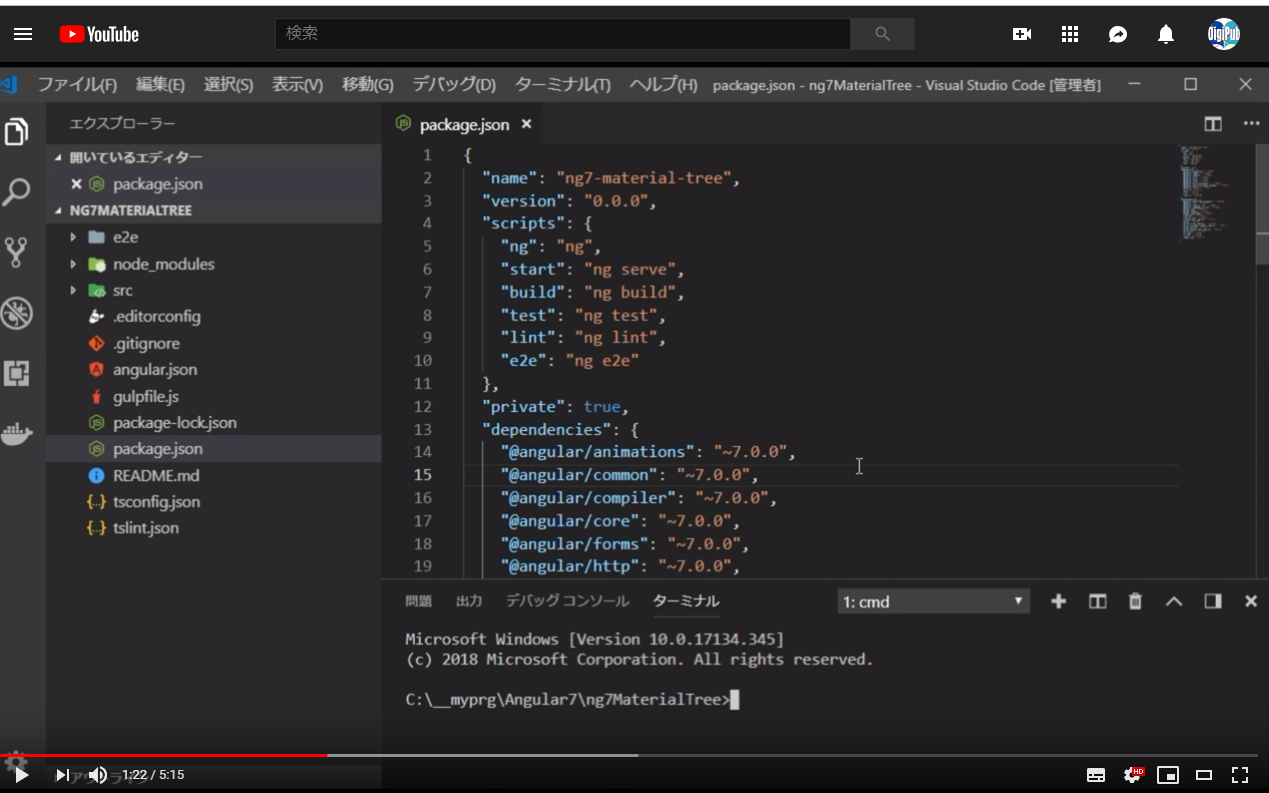 YouTube
検索
DigiPub
ファイル(F) 編集(E) 選択(S) 表示(V) 移動(G) デバッグ(D) ターミナル(T) ヘルプ(H) package.json - ng7MaterialTree - Visual Studio Code [管理者]
エクスプローラー
開いているエディター
package.json
NG7MATERIALTREE
e2e
node_modules
src
.editorconfig
.gitignore
angular.json
gulpfile.js
package-lock.json
package.json
README.md
tsconfig.json
tslint.json
アウトライン
package.json
1 {
2 "name": "ng7-material-tree",
3 "version": "0.0.0",
4 "scripts": {
5 "ng": "ng",
6 "start": "ng serve",
7 "build": "ng build",
8 "test": "ng test",
9 "lint": "ng lint",
10 "e2e": "ng e2e"
11 },
12 "private": true,
13 "dependencies": {
14 "@angular/animations": "~7.0.0",
15 "@angular/common": "~7.0.0",
16 "@angular/compiler": "~7.0.0",
17 "@angular/core": "~7.0.0",
18 "@angular/forms": "~7.0.0",
19 "@angular/http": "~7.0.0",
問題 出力 デバッグ コンソール ターミナル 1: cmd
Microsoft Windows [Version 10.0.17134.345]
(c) 2018 Microsoft Corporation. All rights reserved.
C:\__myprg\Angular7\ng7MaterialTree>
1:22 / 5:15
HD